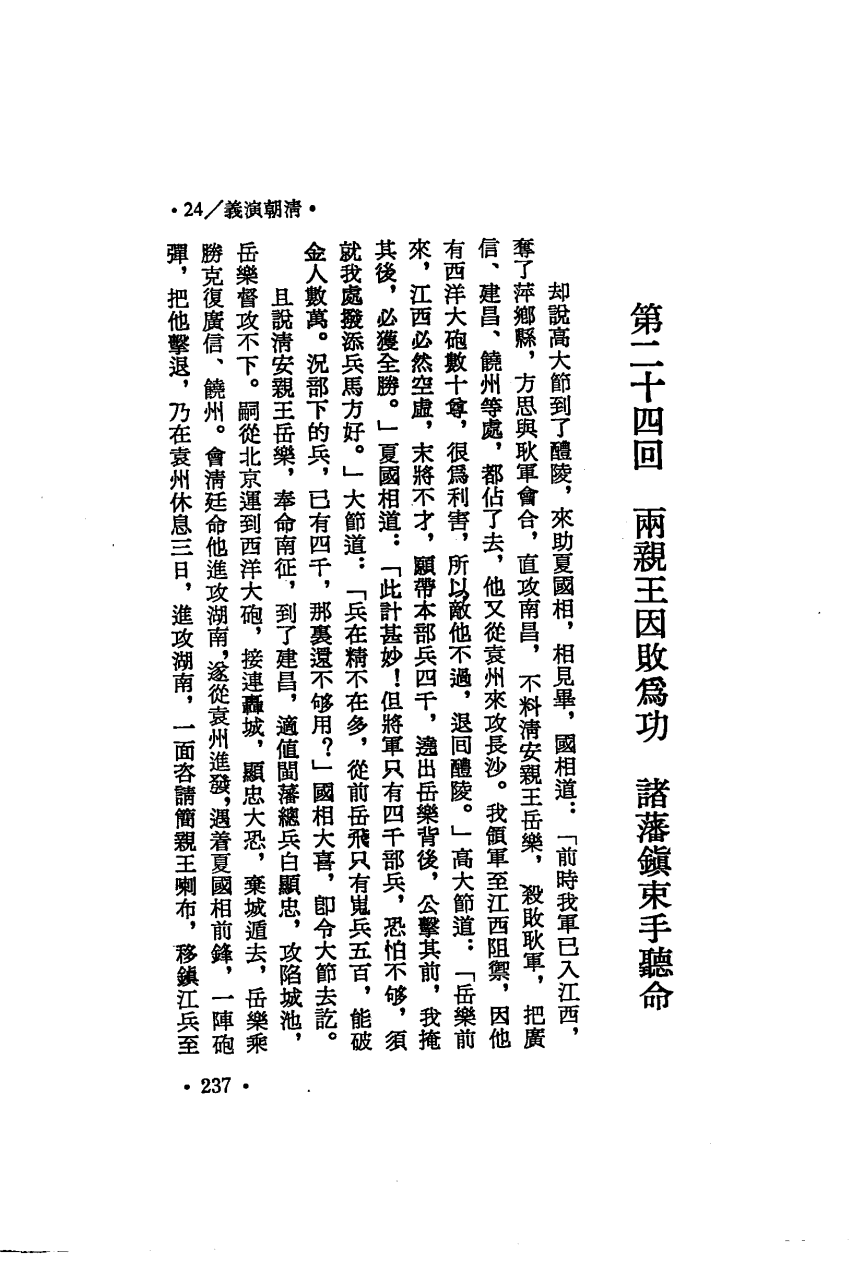 第二十四回　兩親王因敗爲功　諸藩鎭束手聽命
却說高大節到了醴陵，來助夏國相，相見畢，國相道：「前時我軍已入江西，
奪了萍鄉縣，方思與耿軍會合，直攻南昌，不料淸安親王岳樂，殺敗耿軍，把廣
信、建昌、饒州等處，都佔了去，他又從袁州來攻長沙。我領軍至江西阻禦，因他
有西洋大砲數十尊，很爲利害，所以敵他不過，退回醴陵。」高大節道：「岳樂前
來，江西必然空虛，末將不才，願帶本部兵四千，遶出岳樂背後，公擊其前，我掩
其後，必獲全勝。」夏國相道：「此計甚妙！但將軍只有四千部兵，恐怕不够，須
就我處撥添兵馬方好。」大節道：「兵在精不在多，從前岳飛只有嵬兵五百，能破
金人數萬。況部下的兵，已有四千，那裏還不够用？」國相大喜，卽令大節去訖。
且說淸安親王岳樂，奉命南征，到了建昌，適值閩藩總兵白顯忠，攻陷城池，
岳樂督攻不下。嗣從北京運到西洋大砲，接連轟城，顯忠大恐，棄城遁去，岳樂乘
勝克復廣信、饒州。會淸廷命他進攻湖南，遂從袁州進發，遇着夏國相前鋒，一陣砲
彈，把他擊退，乃在袁州休息三日，進攻湖南，一面咨請簡親王喇布，移鎭江兵至
•24／義演朝淸•
• 237 •